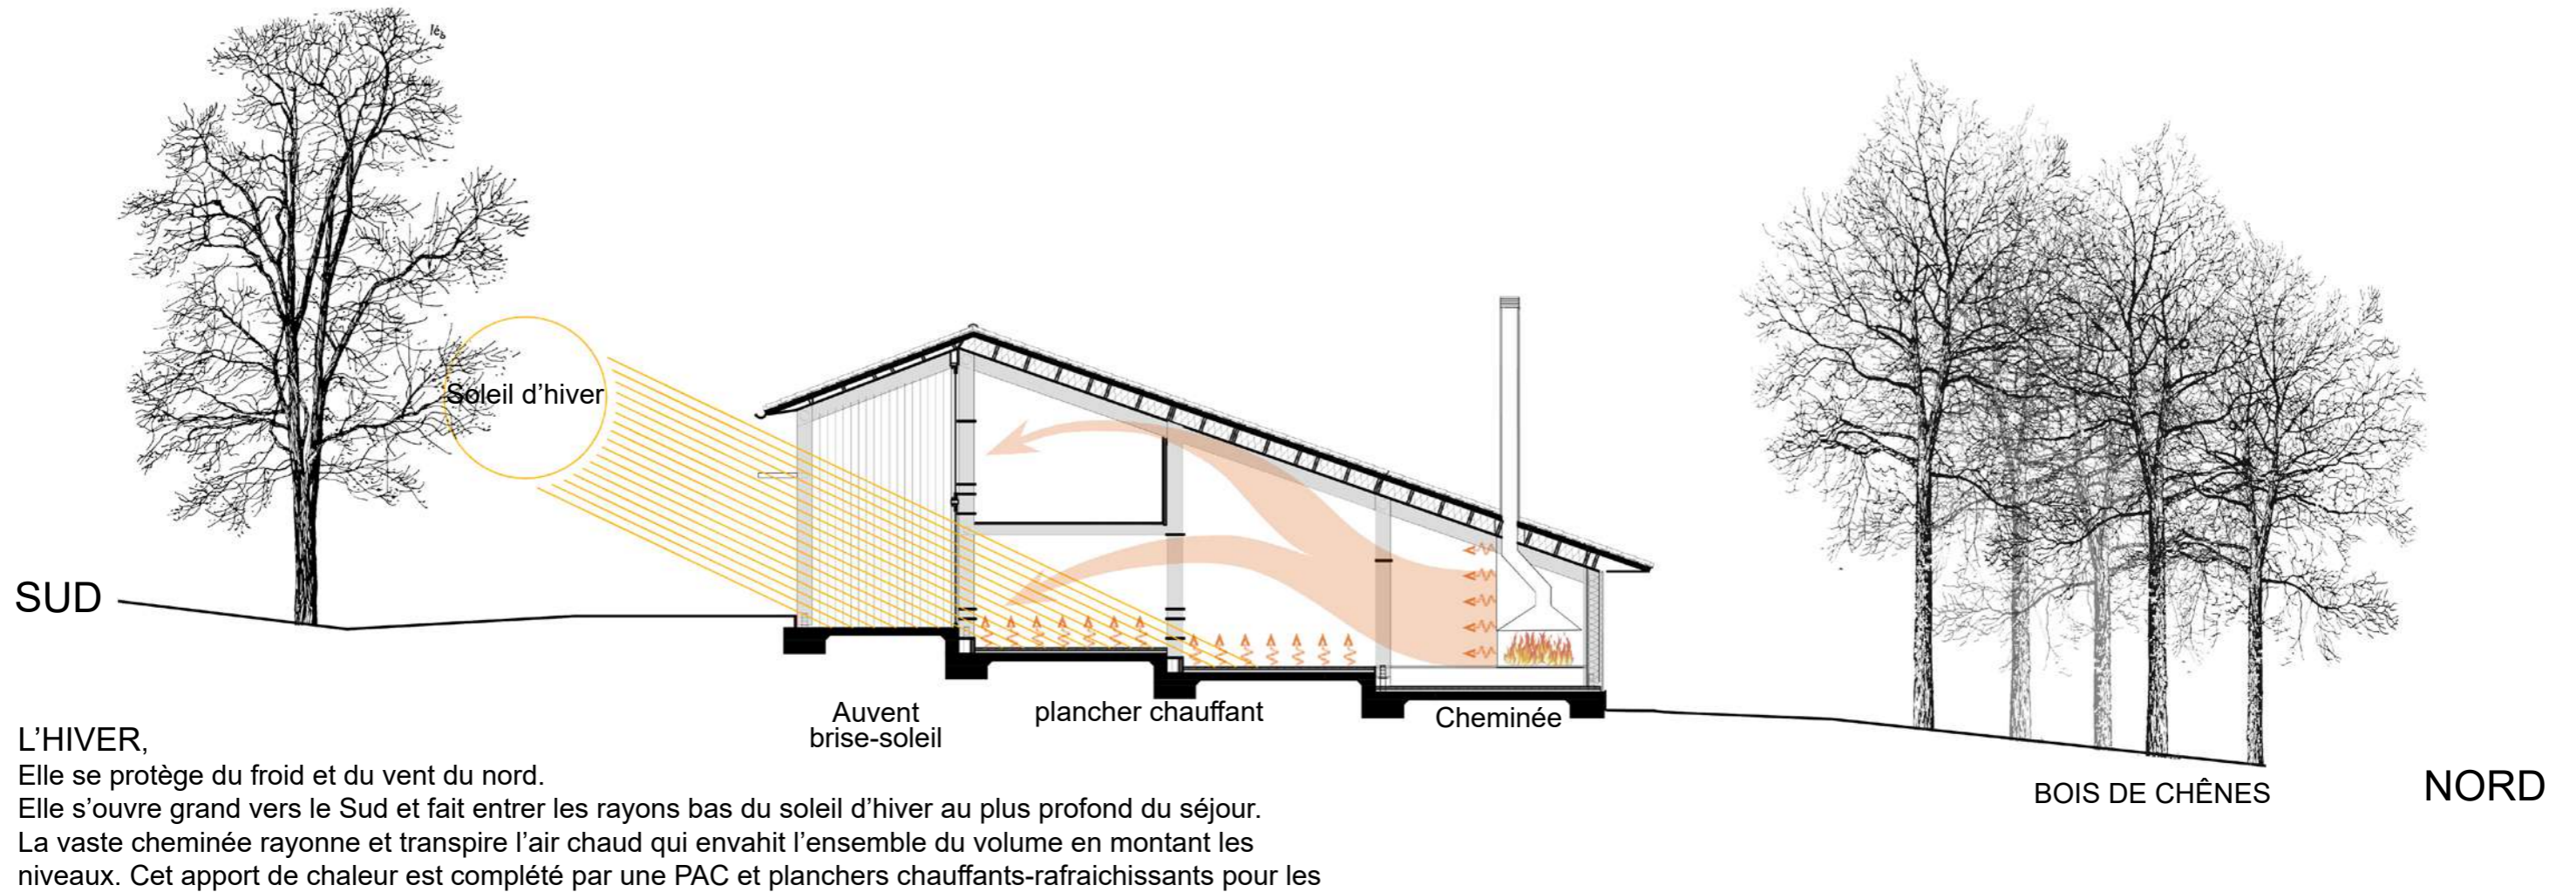 Soleil d’hiver
SUD
Auvent
brise-soleil
plancher chauffant
Cheminée
BOIS DE CHÊNES
NORD
L’HIVER,
Elle se protège du froid et du vent du nord.
Elle s’ouvre grand vers le Sud et fait entrer les rayons bas du soleil d’hiver au plus profond du séjour.
La vaste cheminée rayonne et transpire l’air chaud qui envahit l’ensemble du volume en montant les
niveaux. Cet apport de chaleur est complété par une PAC et planchers chauffants-rafraichissants pour les